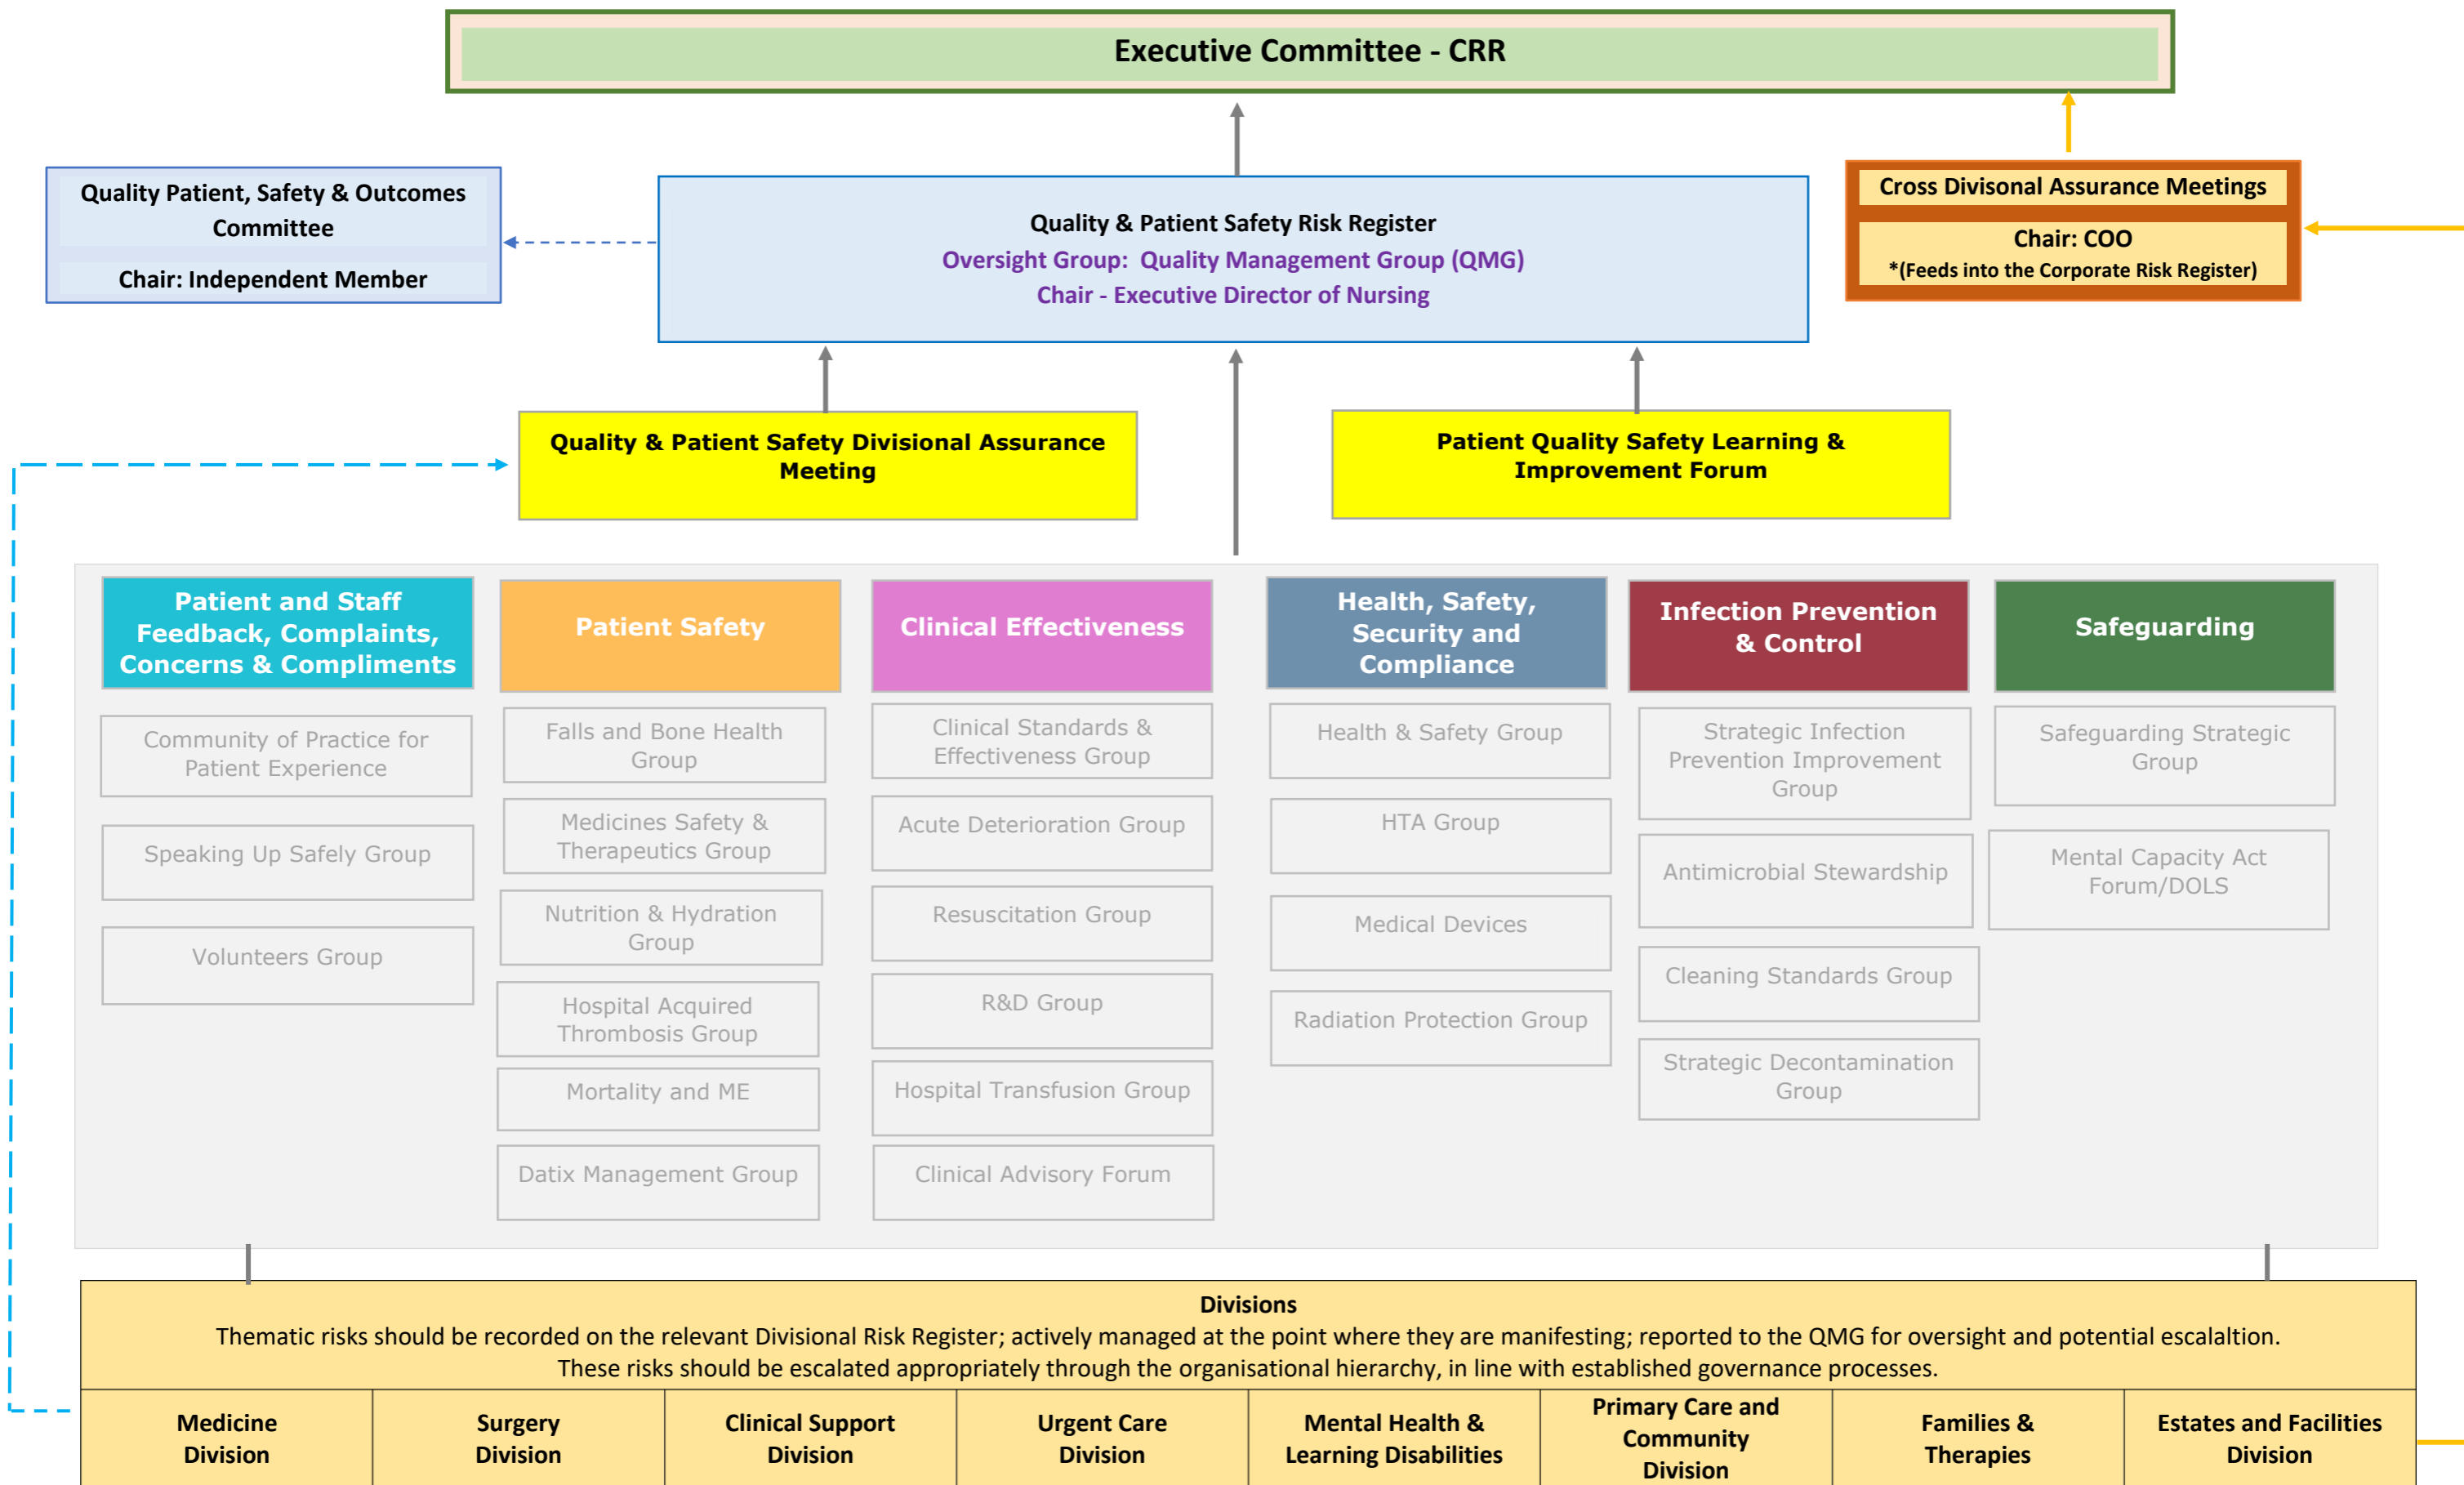 Executive Committee - CRR
Quality Patient, Safety & Outcomes
Committee
Chair: Independent Member
Quality & Patient Safety Risk Register
Oversight Group:  Quality Management Group (QMG)
Chair - Executive Director of Nursing
Cross Divisonal Assurance Meetings
Chair: COO
*(Feeds into the Corporate Risk Register)
Quality & Patient Safety Divisional Assurance
Meeting
Patient Quality Safety Learning &
Improvement Forum
Patient and Staff
Feedback, Complaints,
Concerns & Compliments
Community of Practice for
Patient Experience
Speaking Up Safely Group
Volunteers Group
Patient Safety
Falls and Bone Health
Group
Medicines Safety &
Therapeutics Group
Nutrition & Hydration
Group
Hospital Acquired
Thrombosis Group
Mortality and ME
Datix Management Group
Clinical Effectiveness
Clinical Standards &
Effectiveness Group
Acute Deterioration Group
Resuscitation Group
R&D Group
Hospital Transfusion Group
Clinical Advisory Forum
Health, Safety,
Security and
Compliance
Health & Safety Group
HTA Group
Medical Devices
Radiation Protection Group
Infection Prevention
& Control
Strategic Infection
Prevention Improvement
Group
Antimicrobial Stewardship
Cleaning Standards Group
Strategic Decontamination
Group
Safeguarding
Safeguarding Strategic
Group
Mental Capacity Act
Forum/DOLS
Divisions
Thematic risks should be recorded on the relevant Divisional Risk Register; actively managed at the point where they are manifesting; reported to the QMG for oversight and potential escalaltion.
These risks should be escalated appropriately through the organisational hierarchy, in line with established governance processes.
Medicine
Division
Surgery
Division
Clinical Support
Division
Urgent Care
Division
Mental Health &
Learning Disabilities
Primary Care and
Community
Division
Families &
Therapies
Estates and Facilities
Division